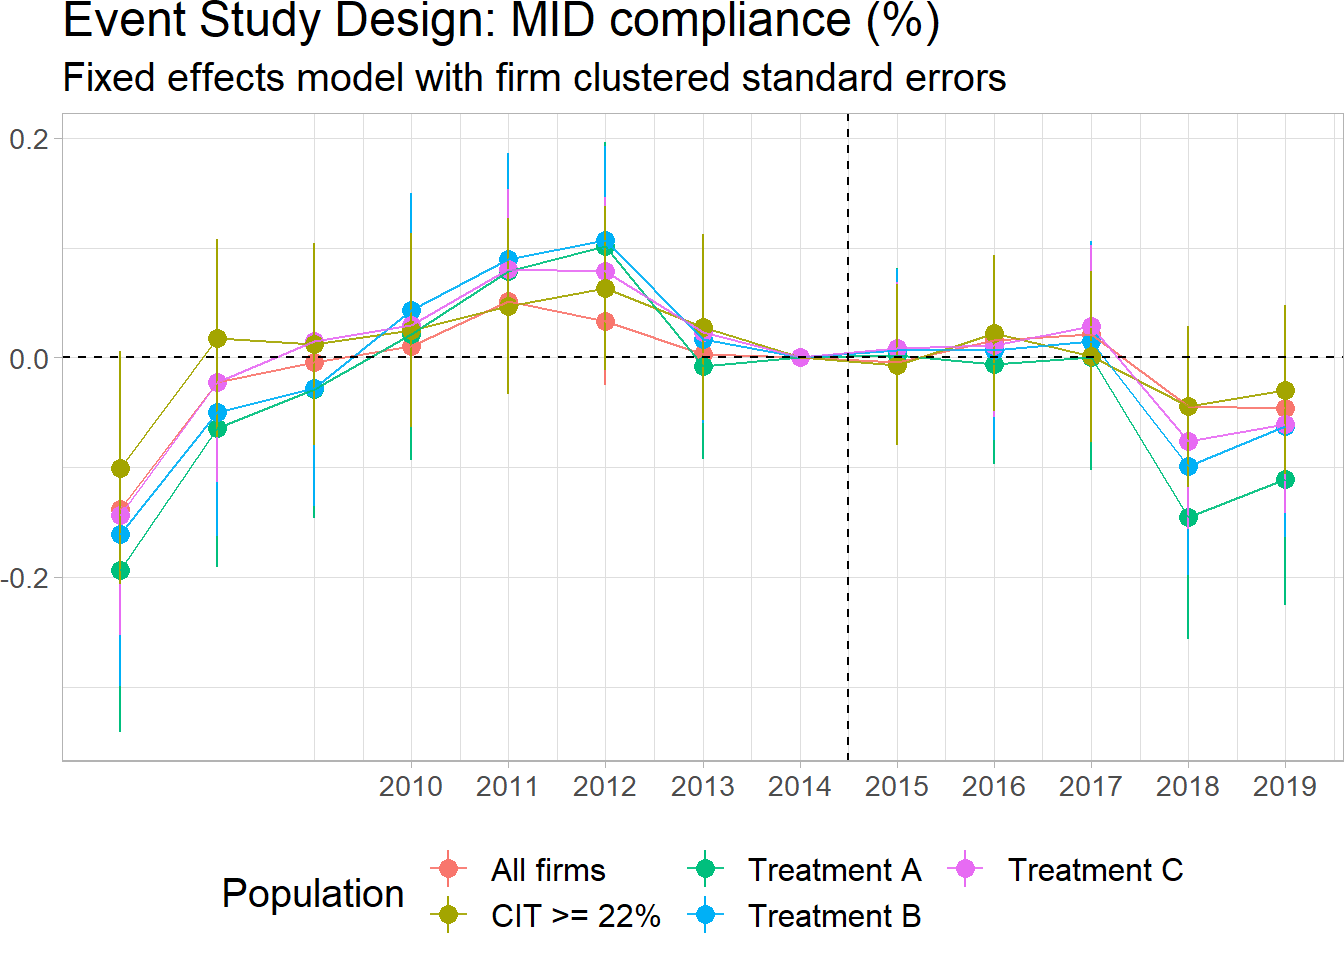 Event Study Design: MID compliance (%)
Fixed effects model with firm clustered standard errors
0.2
0.0
-0.2
2010 2011 2012 2013 2014 2015 2016 2017 2018 2019
Population
All firms
Treatment A
Treatment C
CIT >= 22%
Treatment B